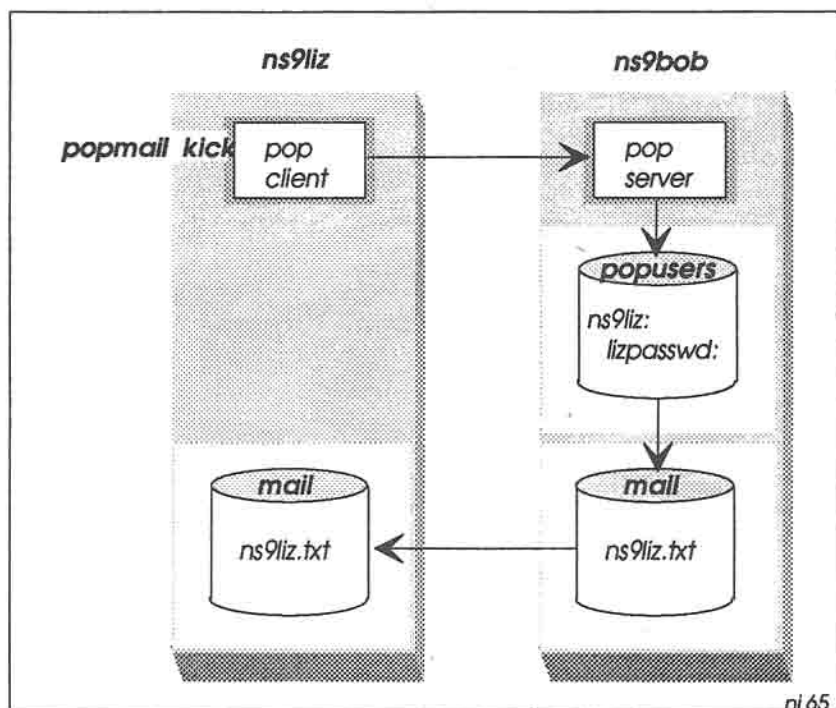 ns9liz
ns9bob
popmail kick
pop
client
pop
server
popusers
ns9liz:
lizpasswd:
mail
ns9liz.txt
mail
ns9liz.txt
ni 65